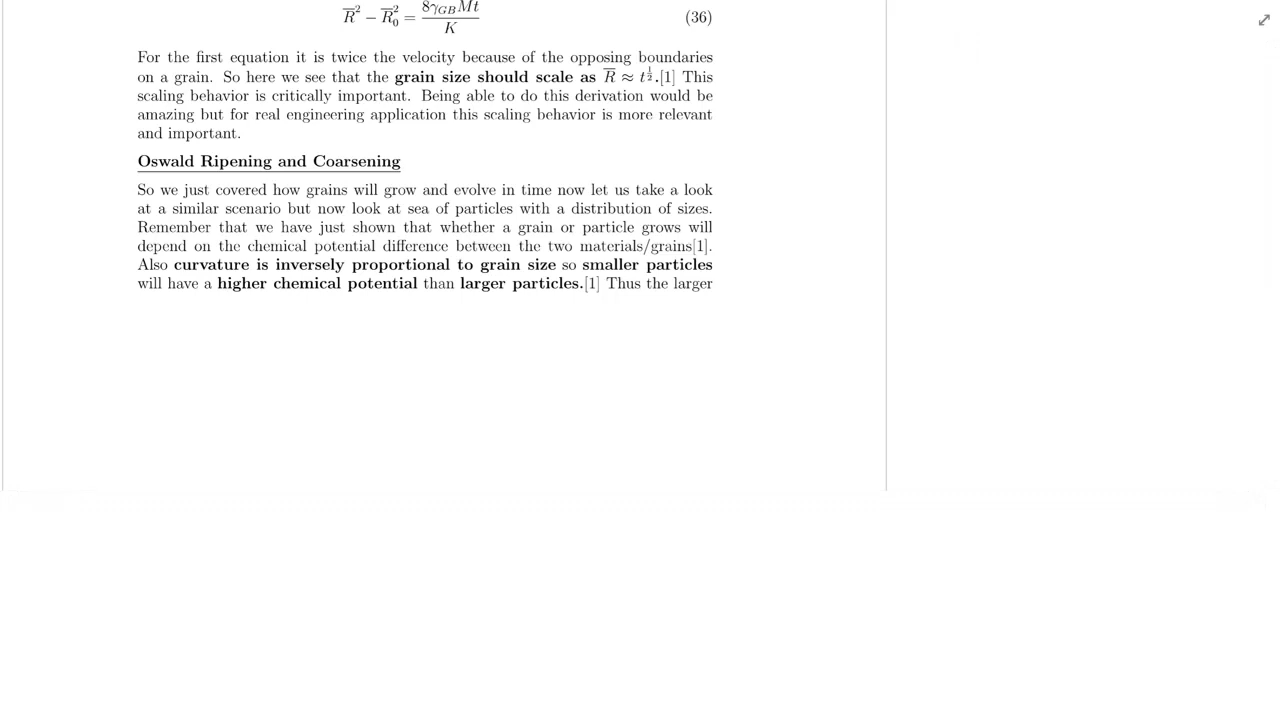 R̅² − R̅₀² = 8γ_GB Mt / K (36)
For the first equation it is twice the velocity because of the opposing boundaries
on a grain. So here we see that the grain size should scale as R̅ ≈ t^½.[1] This
scaling behavior is critically important. Being able to do this derivation would be
amazing but for real engineering application this scaling behavior is more relevant
and important.
Oswald Ripening and Coarsening
So we just covered how grains will grow and evolve in time now let us take a look
at a similar scenario but now look at sea of particles with a distribution of sizes.
Remember that we have just shown that whether a grain or particle grows will
depend on the chemical potential difference between the two materials/grains[1].
Also curvature is inversely proportional to grain size so smaller particles
will have a higher chemical potential than larger particles.[1] Thus the larger